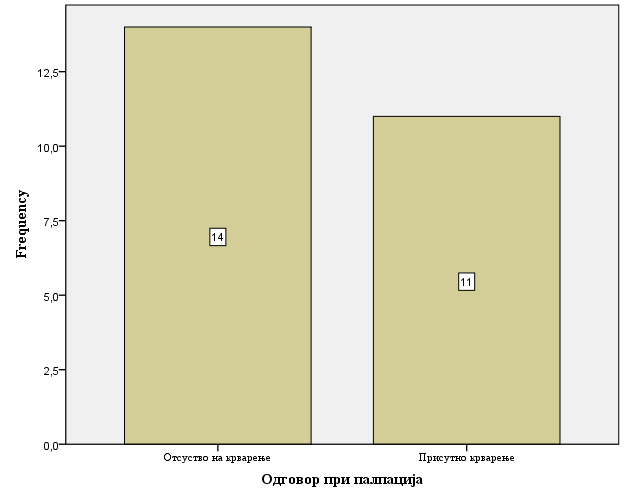 Frequency
12,5
10,0
7,5
5,0
2,5
0,0
14
11
Отсуство на крварење
Присутно крварење
Одговор при палпација